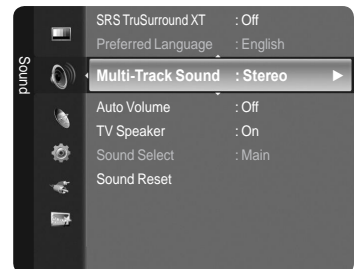 Sound
SRS TruSurround XT : Off
Preferred Language : English
Multi-Track Sound : Stereo
Auto Volume : Off
TV Speaker : On
Sound Select : Main
Sound Reset